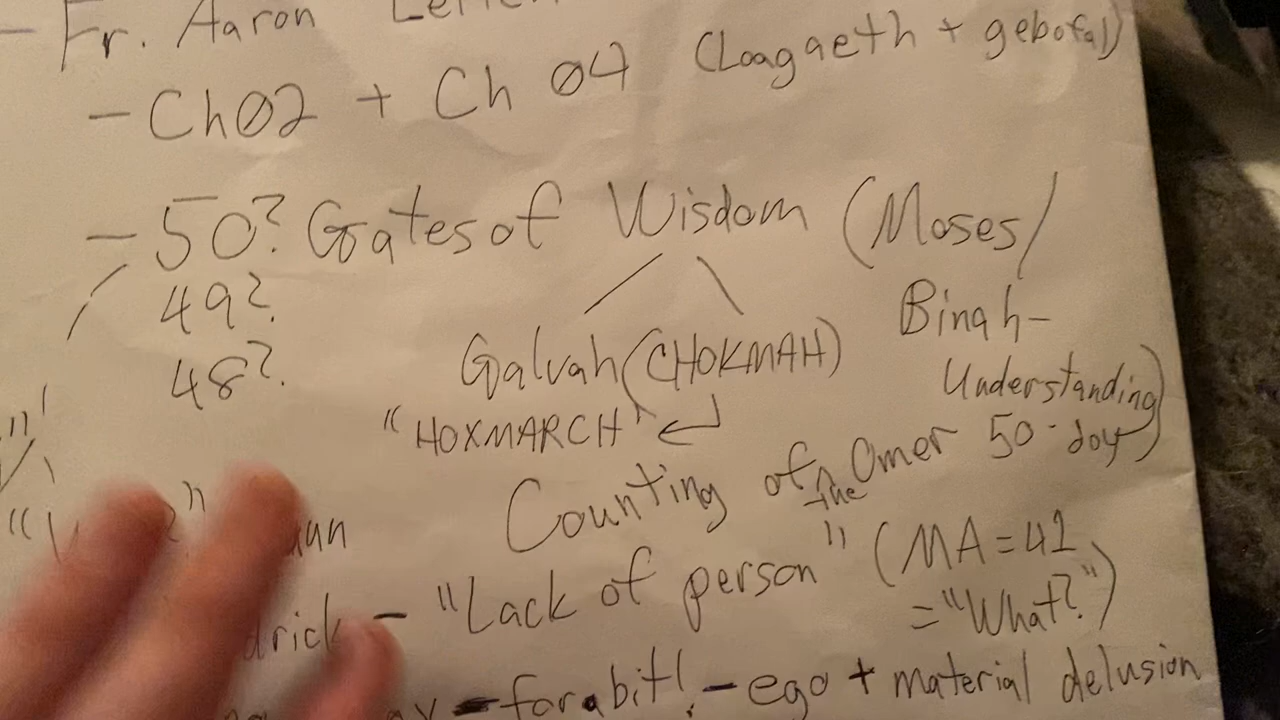 - Fr. Aaron
- Ch02 + Ch 04 (Loagaeth + gebofal)
- 50? Gates of Wisdom (Moses/
49?
48?
Binah-
Galvah (CHOKMAH)
Understanding)
"HOXMARCH"
Counting of the Omer 50-day
"Lack of person" (MA=41
="What?")
drick -
- for a bit! - ego + material delusion